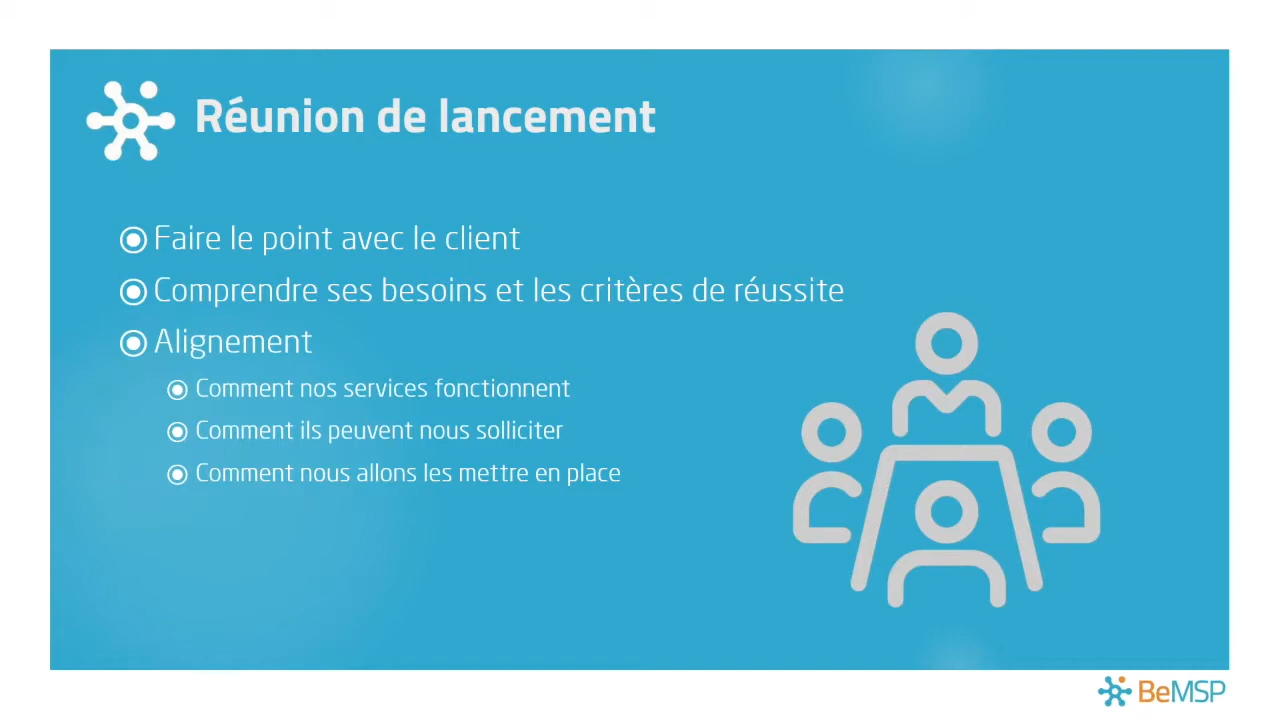 Réunion de lancement
Faire le point avec le client
Comprendre ses besoins et les critères de réussite
Alignement
Comment nos services fonctionnent
Comment ils peuvent nous solliciter
Comment nous allons les mettre en place
BeMSP